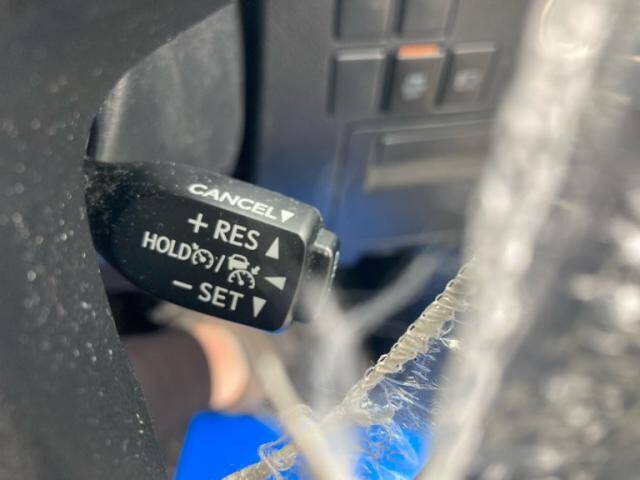 CANCEL▼
+ RES ▲
HOLD / ◀
− SET ▼